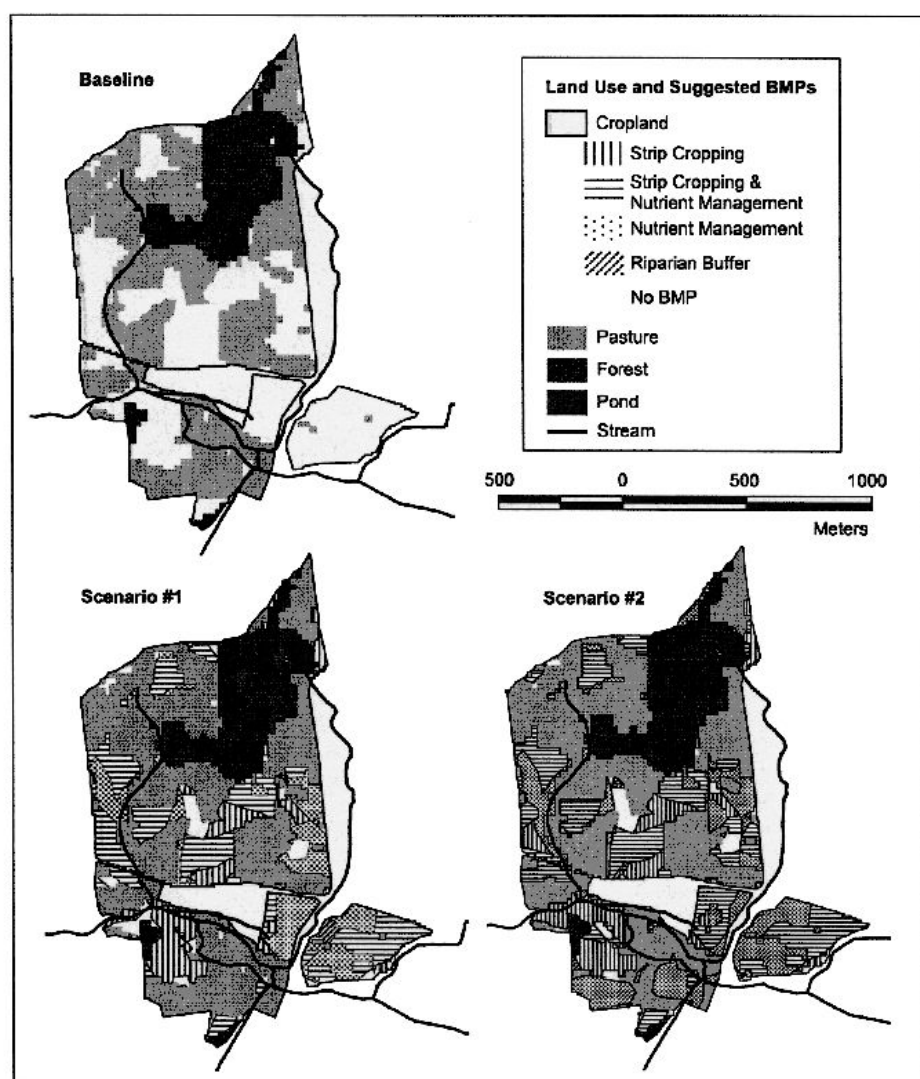 Baseline
Land Use and Suggested BMPs
Cropland
Strip Cropping
Strip Cropping &
Nutrient Management
Nutrient Management
Riparian Buffer
No BMP
Pasture
Forest
Pond
Stream
500 0 500 1000
Meters
Scenario #1
Scenario #2